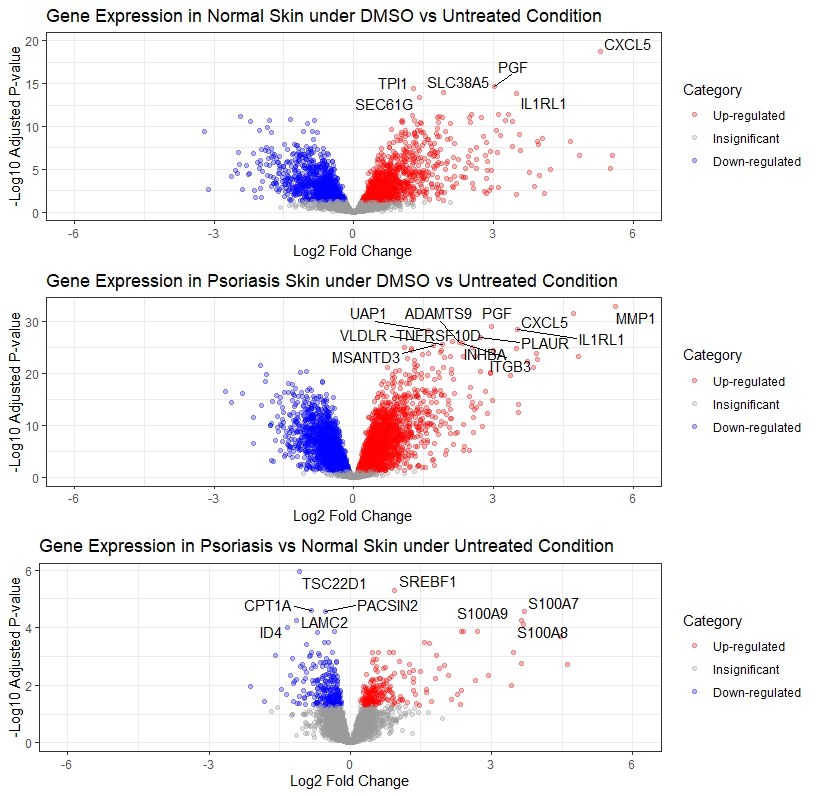 Gene Expression in Normal Skin under DMSO vs Untreated Condition
-Log10 Adjusted P-value
20
15
10
5
0
CXCL5
PGF
TPI1
SLC38A5
SEC61G
IL1RL1
-6
-3
0
3
6
Log2 Fold Change
Category
Up-regulated
Insignificant
Down-regulated
Gene Expression in Psoriasis Skin under DMSO vs Untreated Condition
-Log10 Adjusted P-value
30
20
10
0
UAP1
ADAMTS9
PGF
MMP1
CXCL5
VLDLR
TNFRSF10D
PLAUR
IL1RL1
MSANTD3
INHBA
ITGB3
-6
-3
0
3
6
Log2 Fold Change
Category
Up-regulated
Insignificant
Down-regulated
Gene Expression in Psoriasis vs Normal Skin under Untreated Condition
-Log10 Adjusted P-value
6
4
2
0
TSC22D1
SREBF1
CPT1A
PACSIN2
S100A7
S100A9
LAMC2
ID4
S100A8
-6
-3
0
3
6
Log2 Fold Change
Category
Up-regulated
Insignificant
Down-regulated